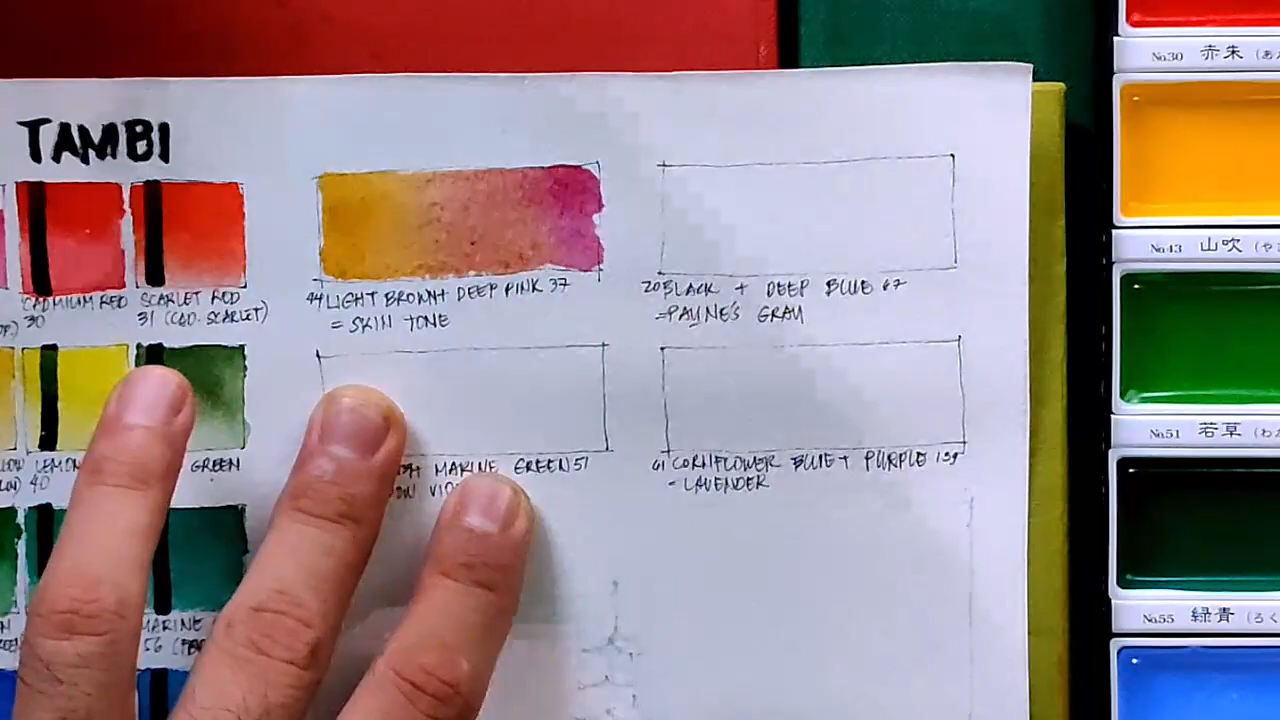 TAMBI
CADMIUM RED
30
SCARLET RED
31 (CAD. SCARLET)
44 LIGHT BROWN + DEEP PINK 37
= SKIN TONE
20 BLACK + DEEP BLUE 67
= PAYNE'S GRAY
LEMON
40
GREEN
MARINE GREEN 51
61 CORNFLOWER BLUE + PURPLE 139
= LAVENDER
MARINE
56
No.30 赤朱
No.43 山吹
No.51 若草
No.55 緑青